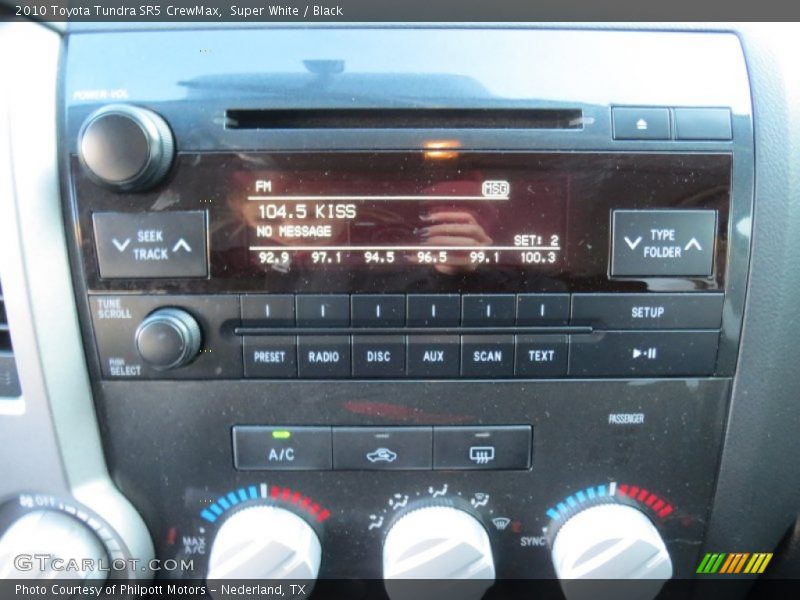 2010 Toyota Tundra SR5 CrewMax, Super White / Black
POWER·VOL
FM MSG
104.5 KISS
NO MESSAGE
SET: 2
92.9 97.1 94.5 96.5 99.1 100.3
SEEK
TRACK
TYPE
FOLDER
TUNE
SCROLL
PUSH
SELECT
SETUP
PRESET RADIO DISC AUX SCAN TEXT
PASSENGER
A/C
OFF
MAX
A/C
SYNC
GTCarLot.com
Photo Courtesy of Philpott Motors - Nederland, TX